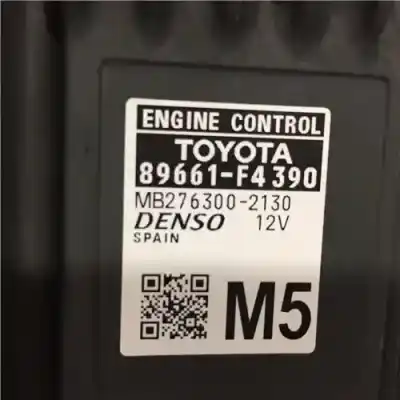 ENGINE CONTROL
TOYOTA
89661-F4390
MB276300-2130
DENSO 12V
SPAIN
M5